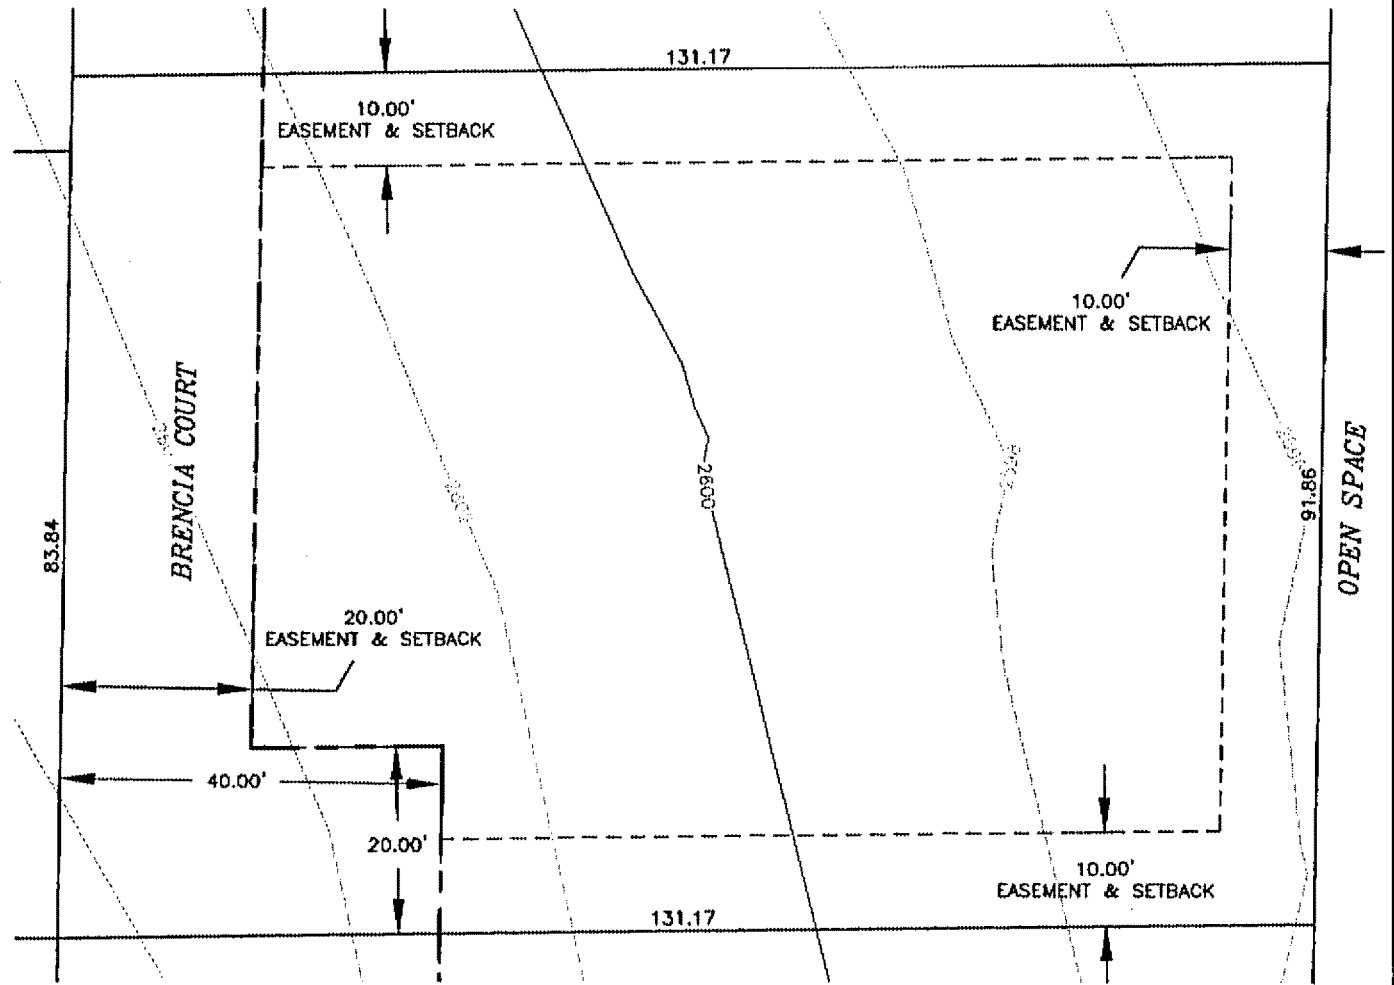 131.17
10.00'
EASEMENT & SETBACK
10.00'
EASEMENT & SETBACK
BRENCIA COURT
2600
83.84
91.86
OPEN SPACE
20.00'
EASEMENT & SETBACK
40.00'
20.00'
10.00'
EASEMENT & SETBACK
131.17